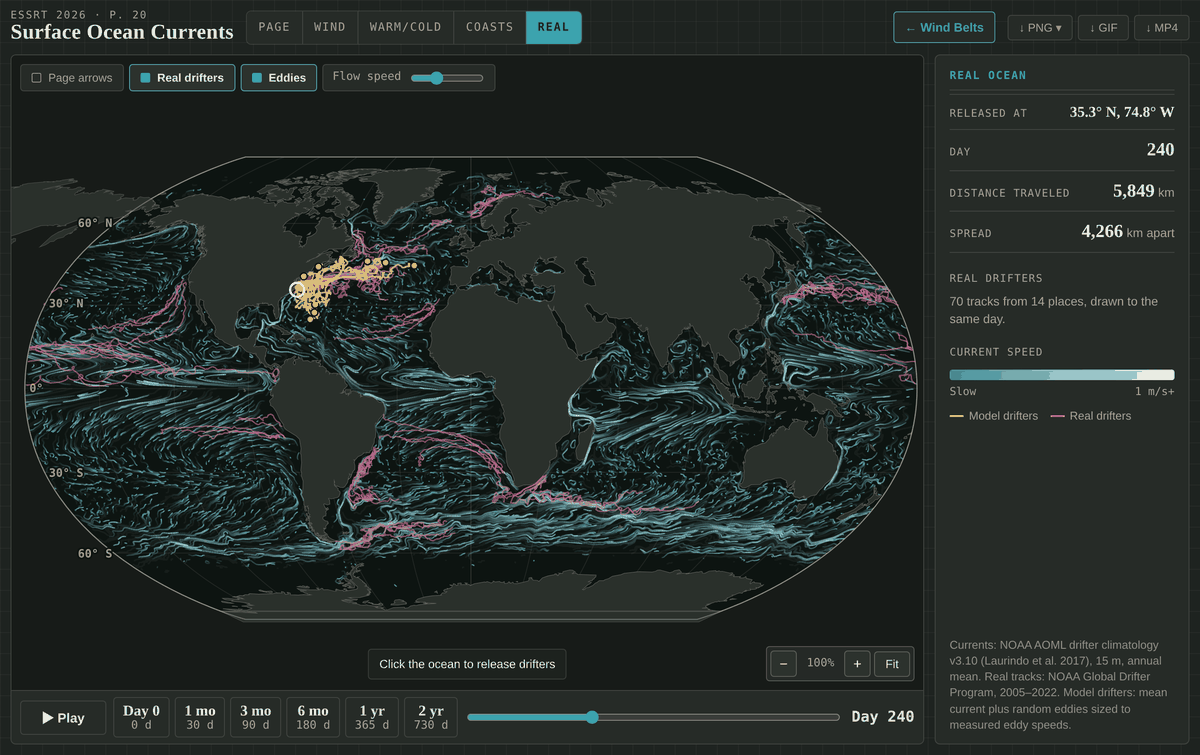 ESSRT 2026 · P. 20
Surface Ocean Currents
PAGE
WIND
WARM/COLD
COASTS
REAL
← Wind Belts
↓ PNG ▾
↓ GIF
↓ MP4
Page arrows
Real drifters
Eddies
Flow speed
60° N
30° N
0°
30° S
60° S
Click the ocean to release drifters
−
100%
+
Fit
▶ Play
Day 0
0 d
1 mo
30 d
3 mo
90 d
6 mo
180 d
1 yr
365 d
2 yr
730 d
Day 240
REAL OCEAN
RELEASED AT 35.3° N, 74.8° W
DAY 240
DISTANCE TRAVELED 5,849 km
SPREAD 4,266 km apart
REAL DRIFTERS
70 tracks from 14 places, drawn to the
same day.
CURRENT SPEED
Slow 1 m/s+
Model drifters Real drifters
Currents: NOAA AOML drifter climatology
v3.10 (Laurindo et al. 2017), 15 m, annual
mean. Real tracks: NOAA Global Drifter
Program, 2005–2022. Model drifters: mean
current plus random eddies sized to
measured eddy speeds.